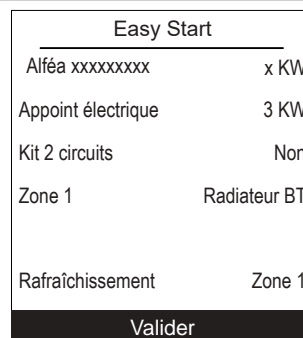 Easy Start
Alféa xxxxxxxxx x KW
Appoint électrique 3 KW
Kit 2 circuits Non
Zone 1 Radiateur BT
Rafraîchissement Zone 1
Valider